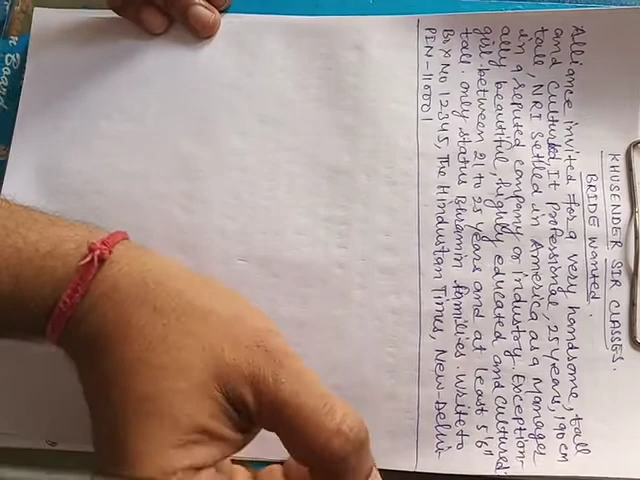 KHUSENDER SIR CLASSES.
BRIDE Wanted.
Alliance invited for a very handsome, tall
and cultured, It Professional, 25 years, 190 cm
tall, NRI Settled in America as a Manager
in a reputed company or industry. Exception-
ally beautiful, highly educated and cultured.
girl between 21 to 25 years and at least 5'6"
tall. only status Bhramin families. write to
Bx No 12345, The Hindustan Times, New-Delhi-
PIN-110001